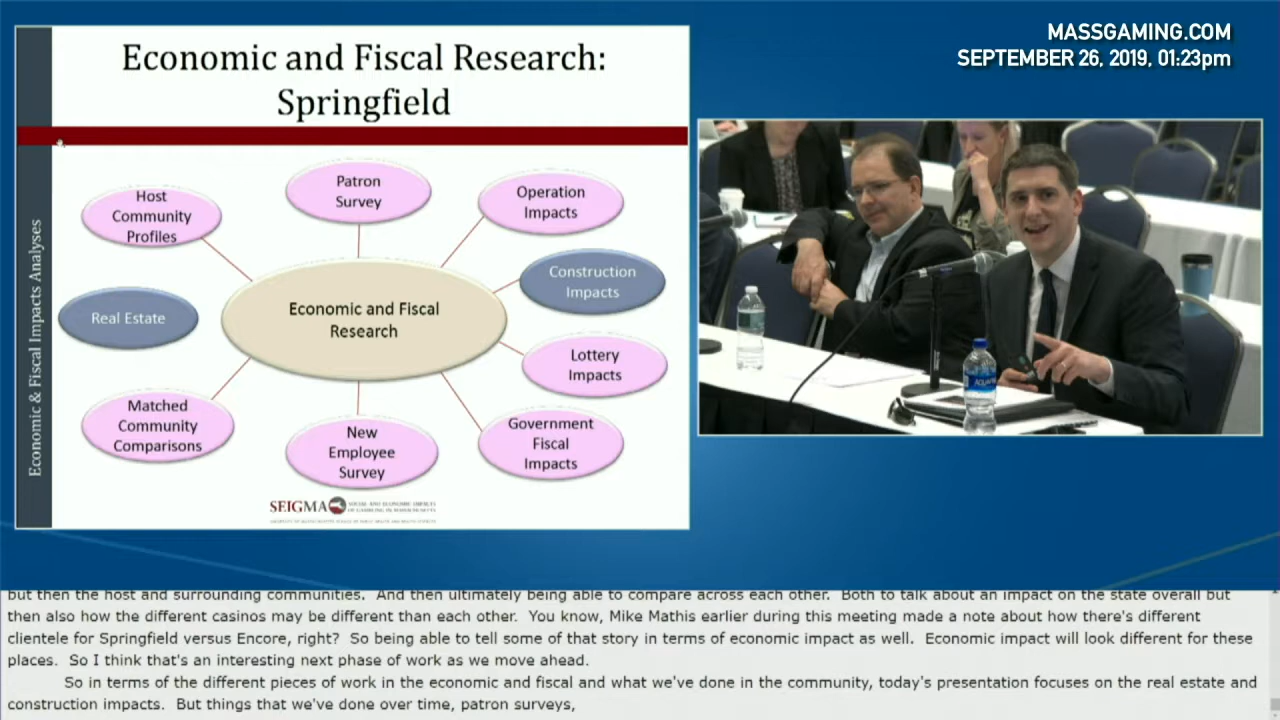 MASSGAMING.COM
SEPTEMBER 26, 2019, 01:23pm
Economic and Fiscal Research:
Springfield
Economic & Fiscal Impacts Analyses
Host
Community
Profiles
Patron
Survey
Operation
Impacts
Construction
Impacts
Real Estate
Economic and Fiscal
Research
Lottery
Impacts
Matched
Community
Comparisons
New
Employee
Survey
Government
Fiscal
Impacts
SEIGMA SOCIAL AND ECONOMIC IMPACTS
OF GAMBLING IN MASSACHUSETTS
but then the host and surrounding communities. And then ultimately being able to compare across each other. Both to talk about an impact on the state overall but
then also how the different casinos may be different than each other. You know, Mike Mathis earlier during this meeting made a note about how there's different
clientele for Springfield versus Encore, right? So being able to tell some of that story in terms of economic impact as well. Economic impact will look different for these
places. So I think that's an interesting next phase of work as we move ahead.
So in terms of the different pieces of work in the economic and fiscal and what we've done in the community, today's presentation focuses on the real estate and
construction impacts. But things that we've done over time, patron surveys,